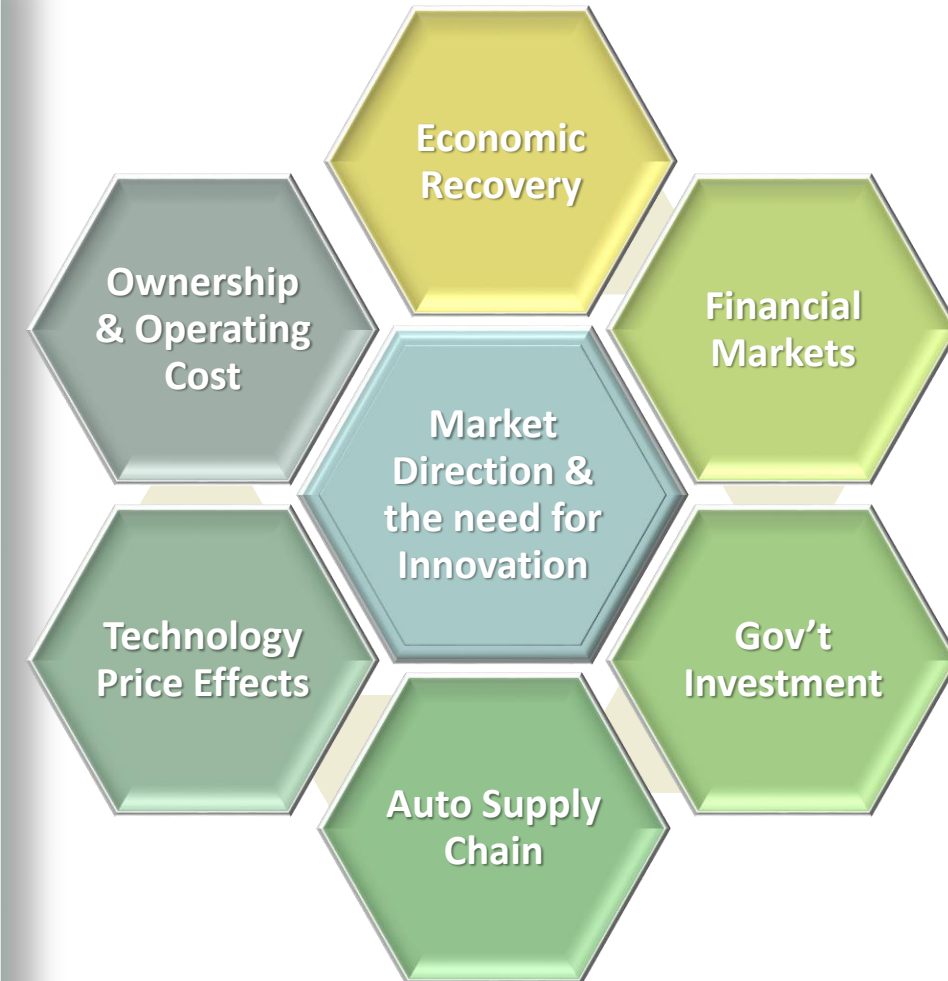 Economic
Recovery
Ownership
& Operating
Cost
Financial
Markets
Market
Direction &
the need for
Innovation
Technology
Price Effects
Gov’t
Investment
Auto Supply
Chain